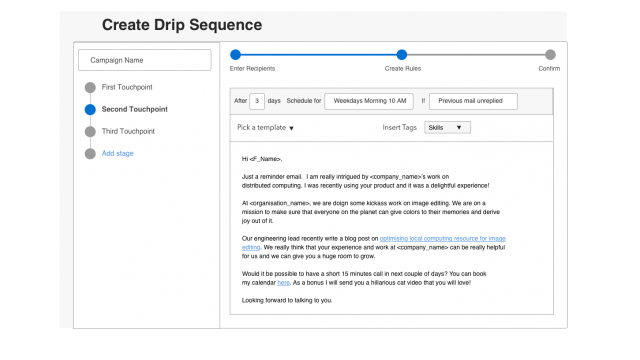 Create Drip Sequence
Campaign Name
First Touchpoint
Second Touchpoint
Third Touchpoint
Add stage
Enter Recipients
Create Rules
Confirm
After 3 days Schedule for Weekdays Morning 10 AM If Previous mail unreplied
Pick a template ▼ Insert Tags Skills ▼
Hi <F_Name>,
Just a reminder email. I am really intrigued by <company_name>'s work on
distributed computing. I was recently using your product and it was a delightful experience!
At <organisation_name>, we are doign some kickass work on image editing. We are on a
mission to make sure that everyone on the planet can give colors to their memories and derive
joy out of it.
Our engineering lead recently write a blog post on optimising local computing resource for image
editing. We really think that your experience and work at <company_name> can be really helpful
for us and we can give you a huge room to grow.
Would it be possible to have a short 15 minutes call in next couple of days? You can book
my calendar here. As a bonus I will send you a hillarious cat video that you will love!
Looking forward to talking to you.